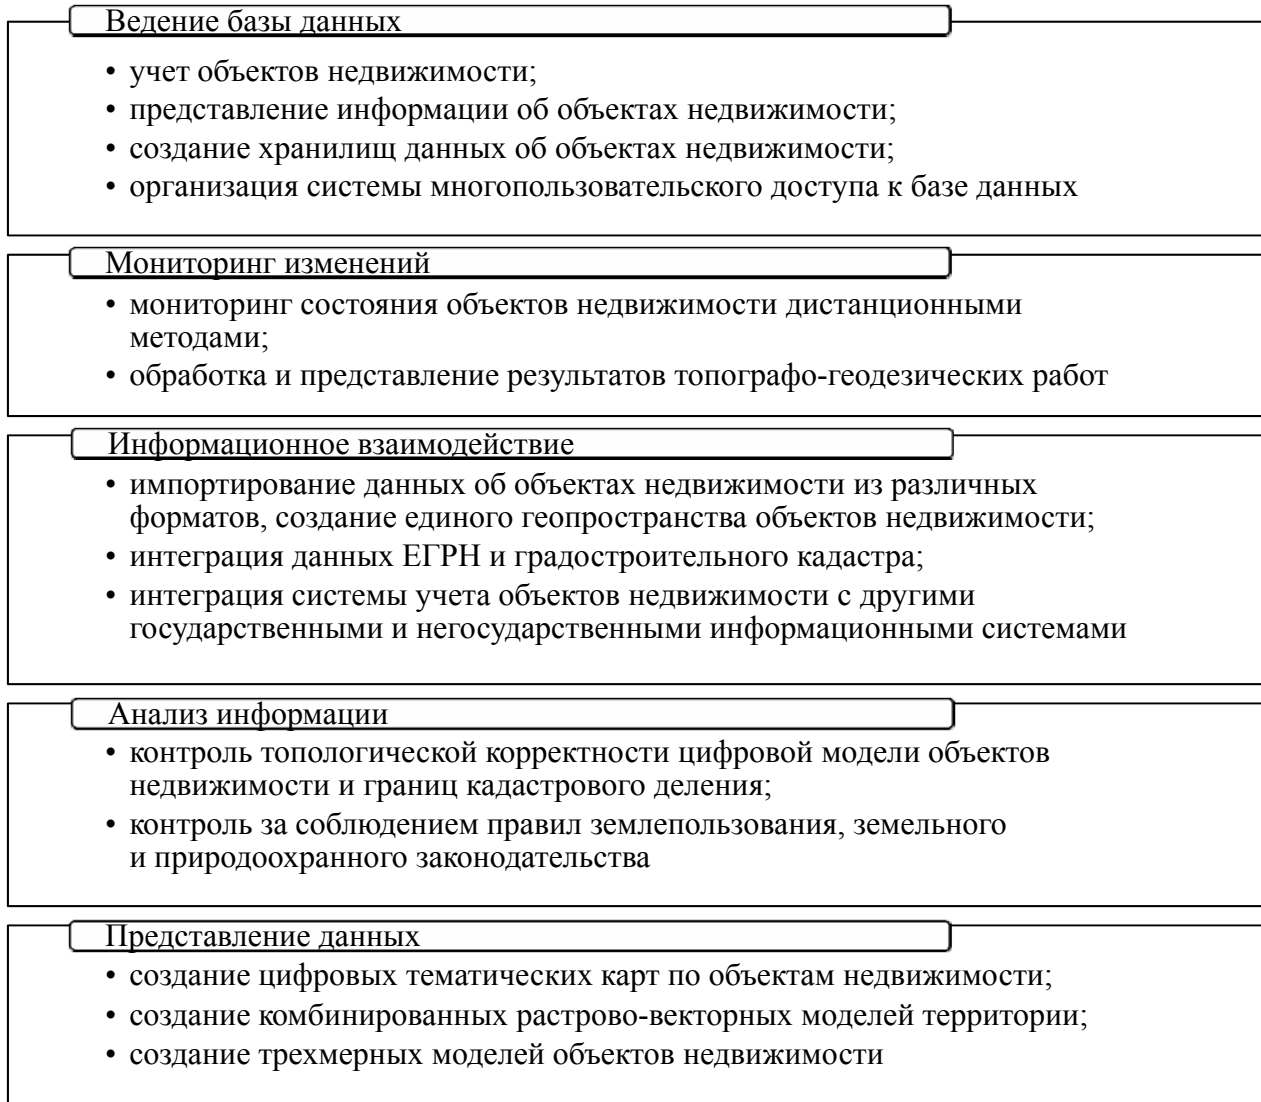 Ведение базы данных
• учет объектов недвижимости;
• представление информации об объектах недвижимости;
• создание хранилищ данных об объектах недвижимости;
• организация системы многопользовательского доступа к базе данных
Мониторинг изменений
• мониторинг состояния объектов недвижимости дистанционными
методами;
• обработка и представление результатов топографо-геодезических работ
Информационное взаимодействие
• импортирование данных об объектах недвижимости из различных
форматов, создание единого геопространства объектов недвижимости;
• интеграция данных ЕГРН и градостроительного кадастра;
• интеграция системы учета объектов недвижимости с другими
государственными и негосударственными информационными системами
Анализ информации
• контроль топологической корректности цифровой модели объектов
недвижимости и границ кадастрового деления;
• контроль за соблюдением правил землепользования, земельного
и природоохранного законодательства
Представление данных
• создание цифровых тематических карт по объектам недвижимости;
• создание комбинированных растрово-векторных моделей территории;
• создание трехмерных моделей объектов недвижимости